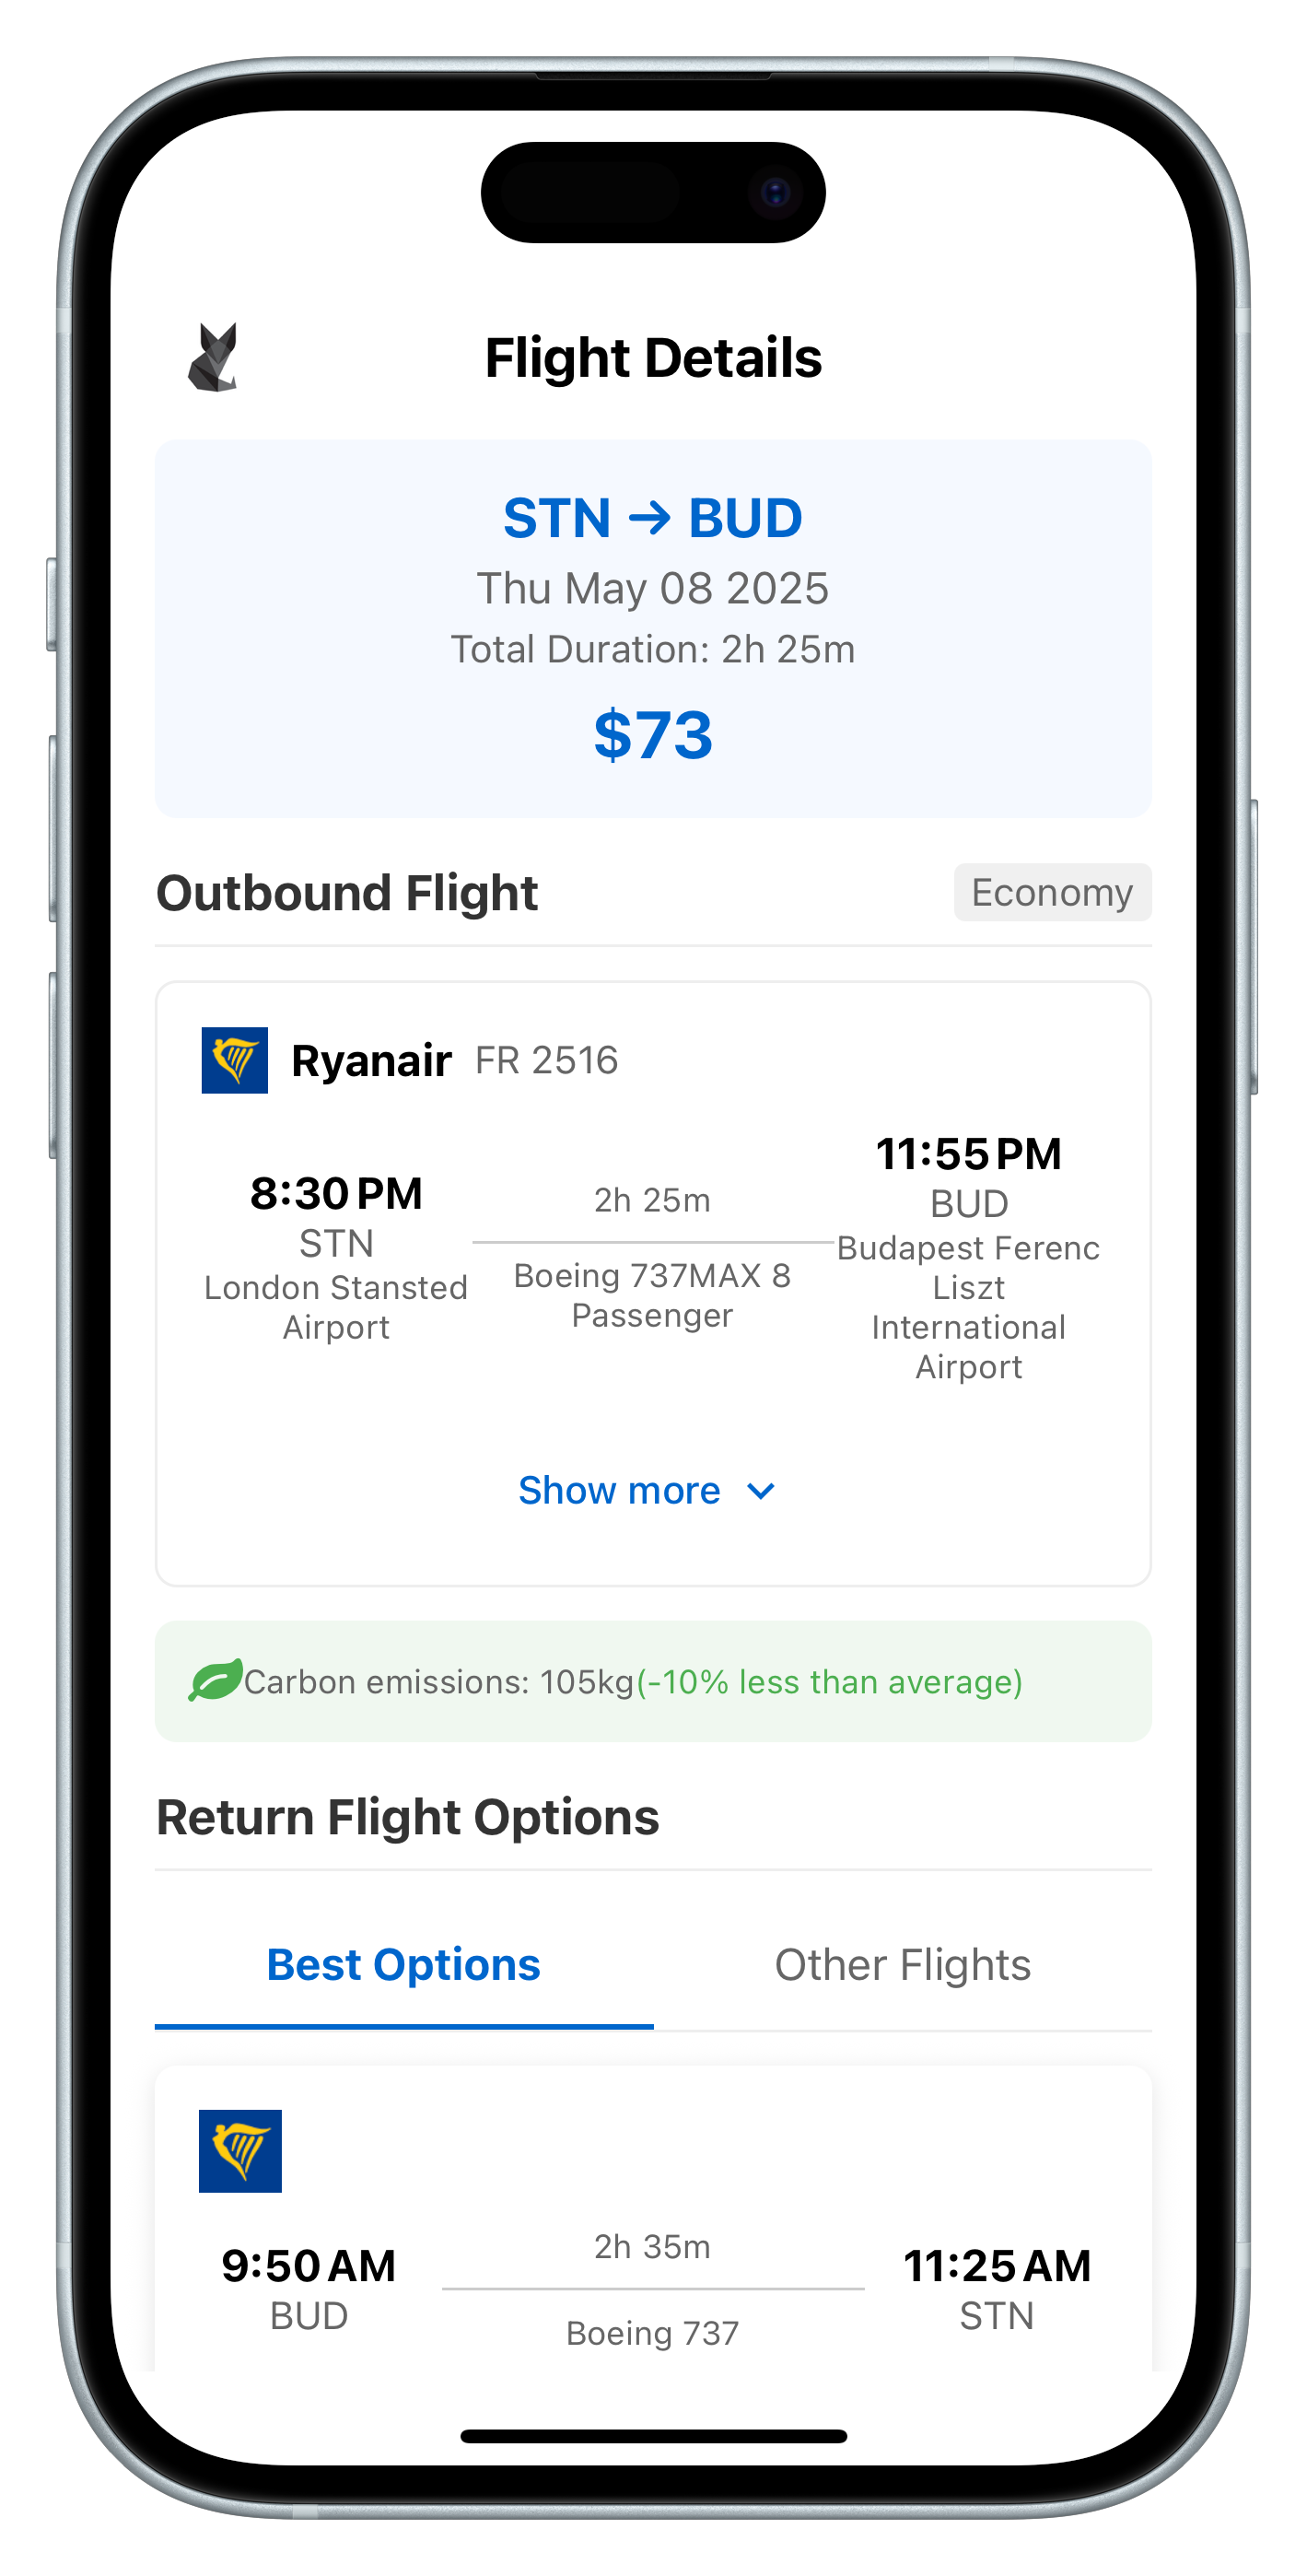 Flight Details
STN → BUD
Thu May 08 2025
Total Duration: 2h 25m
$73
Outbound Flight
Economy
Ryanair FR 2516
8:30 PM
STN
London Stansted
Airport
2h 25m
Boeing 737MAX 8
Passenger
11:55 PM
BUD
Budapest Ferenc
Liszt
International
Airport
Show more
Carbon emissions: 105kg(-10% less than average)
Return Flight Options
Best Options
Other Flights
9:50 AM
BUD
2h 35m
Boeing 737
11:25 AM
STN